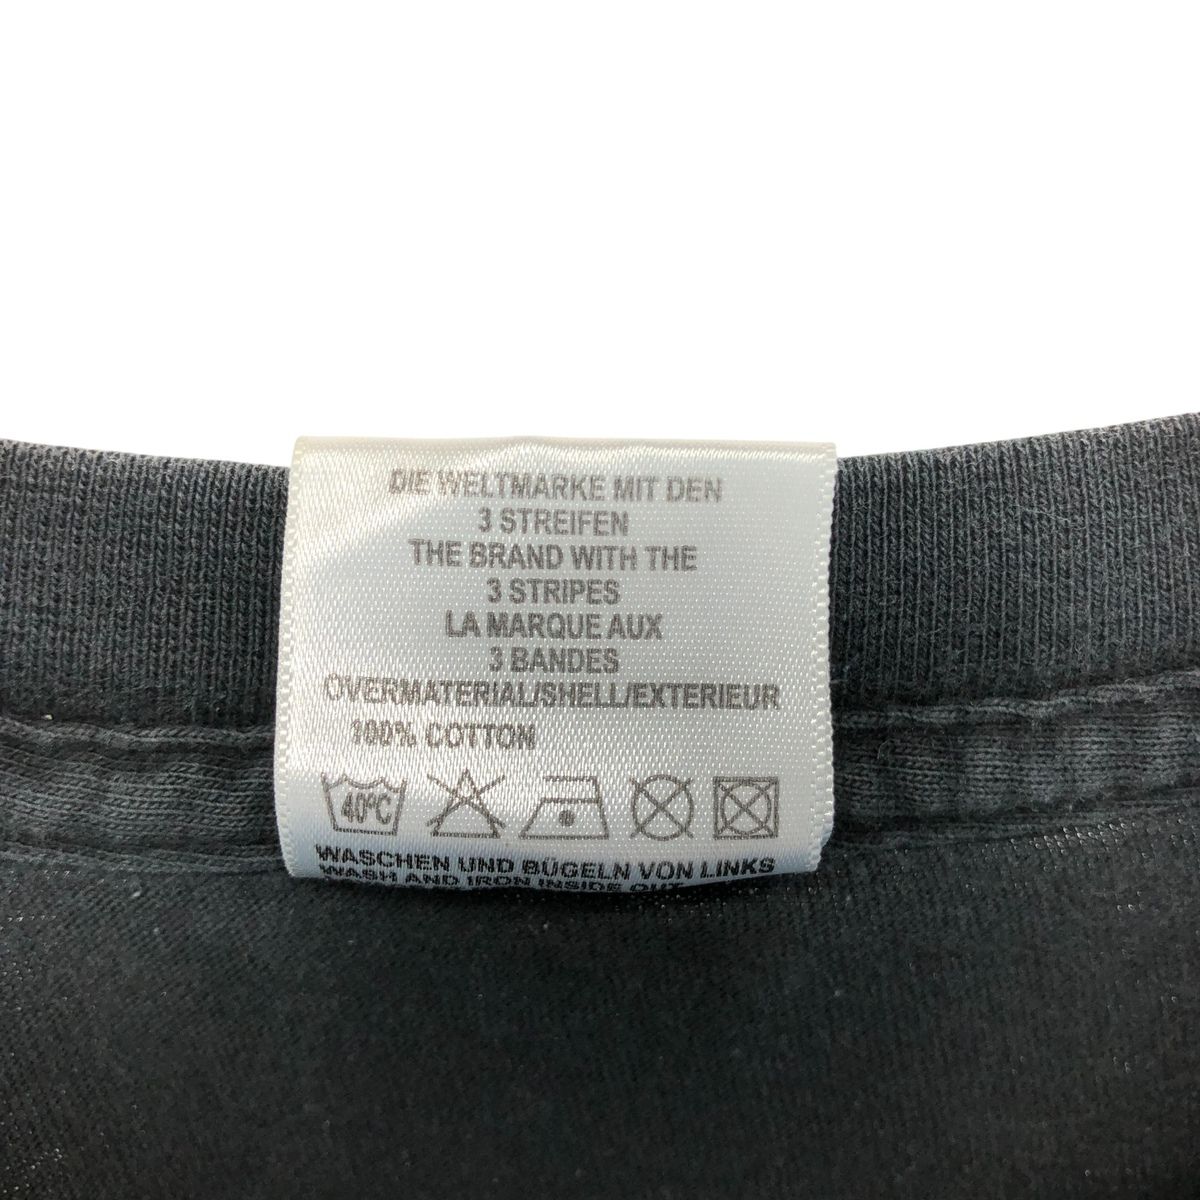 DIE WELTMARKE MIT DEN
3 STREIFEN
THE BRAND WITH THE
3 STRIPES
LA MARQUE AUX
3 BANDES
OVERMATERIAL/SHELL/EXTERIEUR
100% COTTON
40°C
WASCHEN UND BÜGELN VON LINKS
WASH AND IRON INSIDE OUT